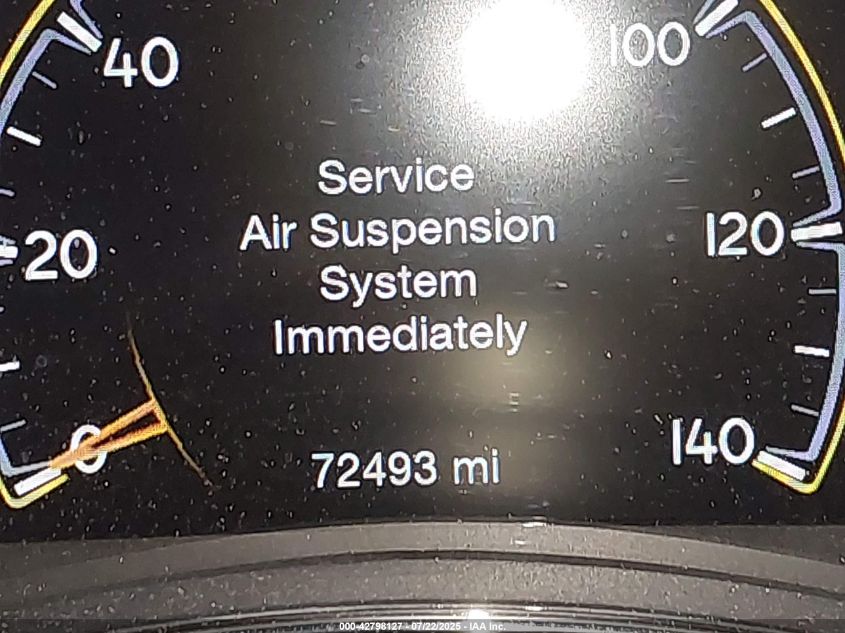 40
100
Service
Air Suspension
System
Immediately
20
120
0
140
72493 mi
000-42798127 - 07/22/2025 - IAA Inc.